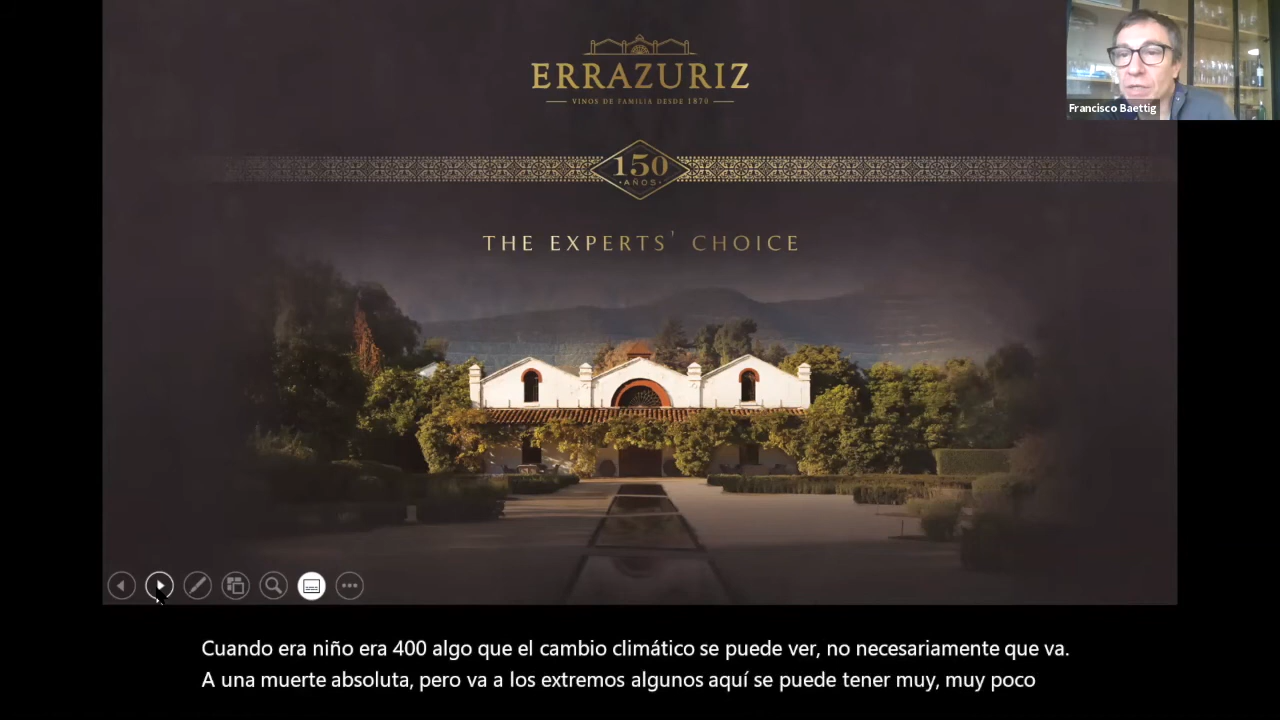 ERRAZURIZ
VINOS DE FAMILIA DESDE 1870
150
AÑOS
THE EXPERTS' CHOICE
Francisco Baettig
Cuando era niño era 400 algo que el cambio climático se puede ver, no necesariamente que va.
A una muerte absoluta, pero va a los extremos algunos aquí se puede tener muy, muy poco